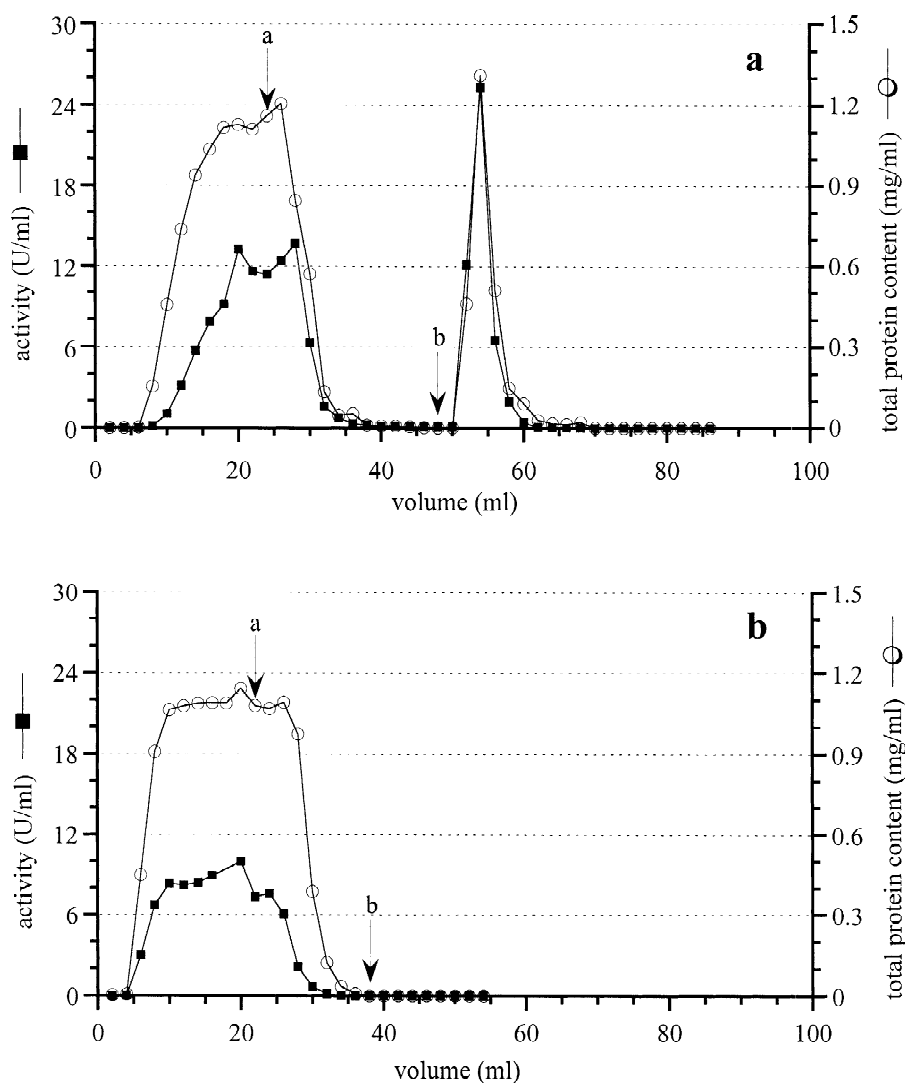 a
a
b
30
24
18
12
6
0
1.5
1.2
0.9
0.6
0.3
0
0 20 40 60 80 100
volume (ml)
activity (U/ml)
total protein content (mg/ml)
b
a
b
30
24
18
12
6
0
1.5
1.2
0.9
0.6
0.3
0
0 20 40 60 80 100
volume (ml)
activity (U/ml)
total protein content (mg/ml)